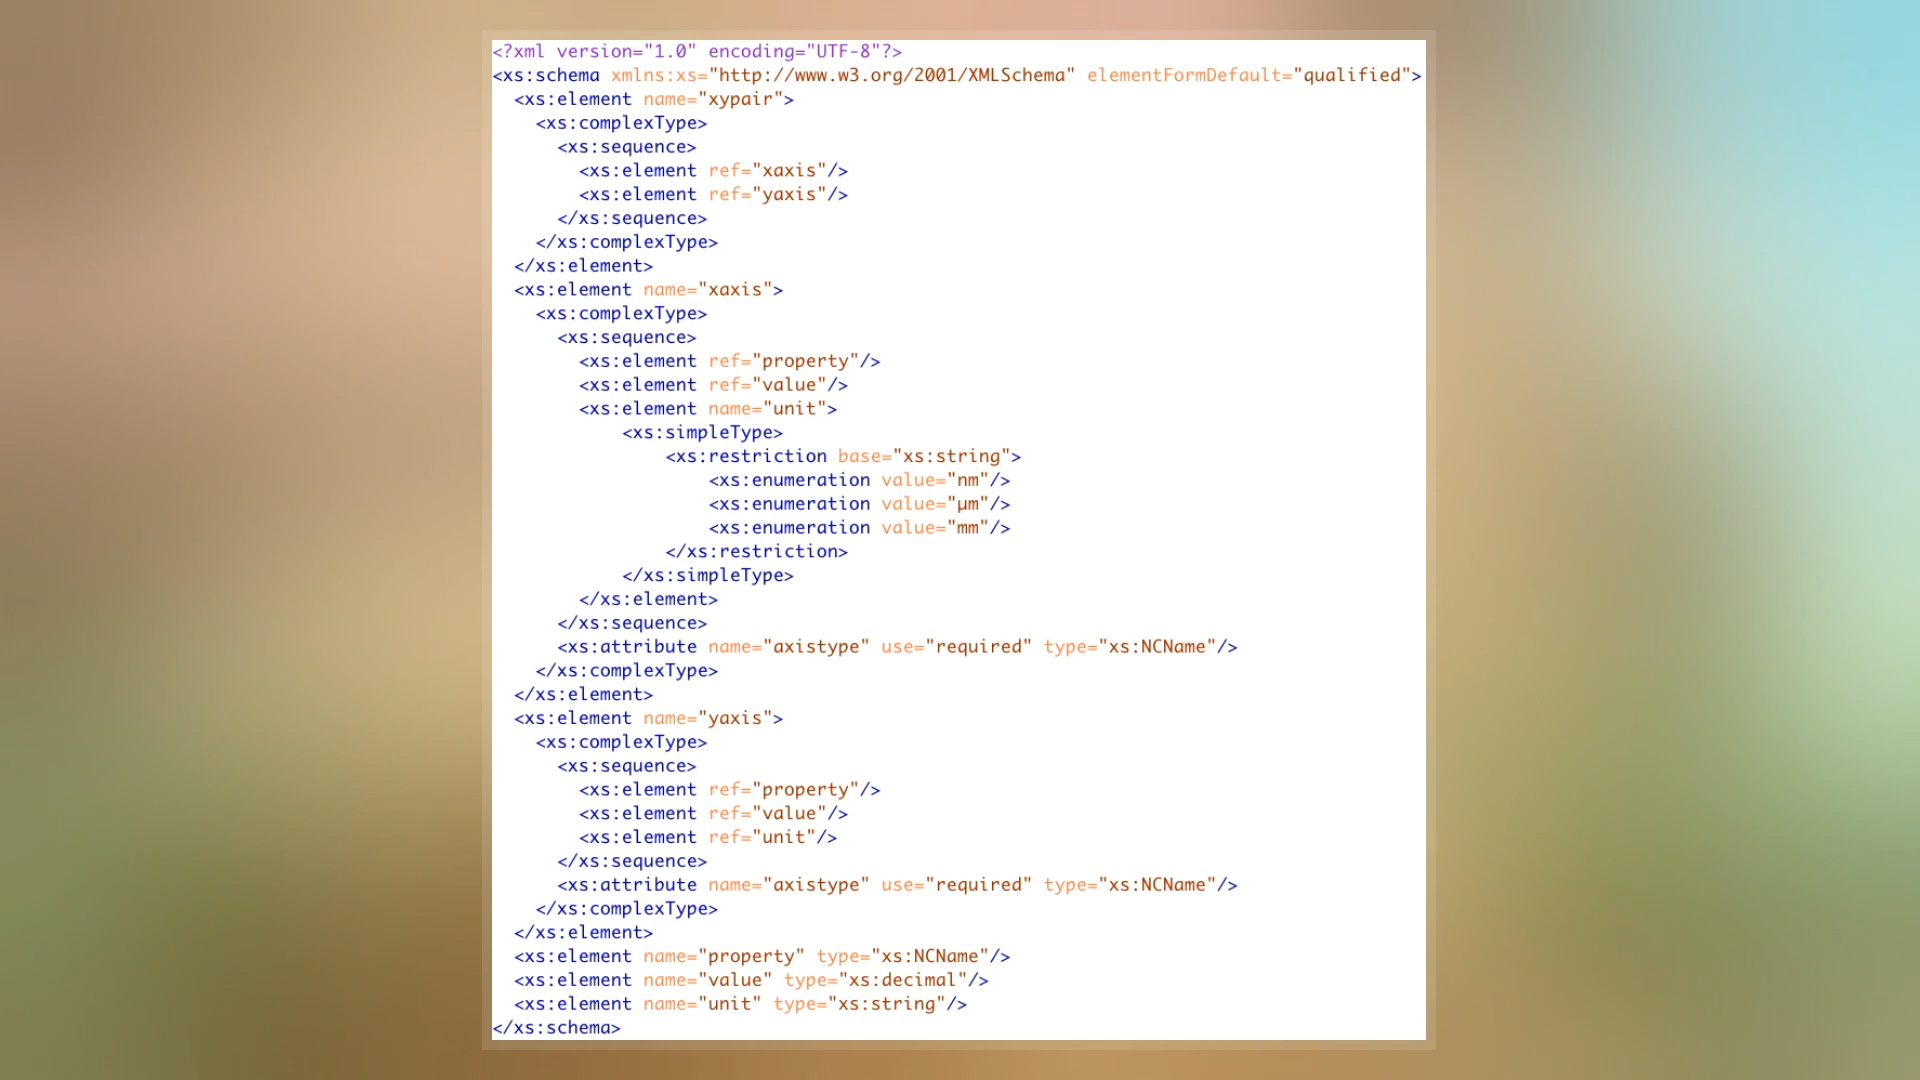 <?xml version="1.0" encoding="UTF-8"?>
<xs:schema xmlns:xs="http://www.w3.org/2001/XMLSchema" elementFormDefault="qualified">
  <xs:element name="xypair">
    <xs:complexType>
      <xs:sequence>
        <xs:element ref="xaxis"/>
        <xs:element ref="yaxis"/>
      </xs:sequence>
    </xs:complexType>
  </xs:element>
  <xs:element name="xaxis">
    <xs:complexType>
      <xs:sequence>
        <xs:element ref="property"/>
        <xs:element ref="value"/>
        <xs:element name="unit">
            <xs:simpleType>
                <xs:restriction base="xs:string">
                    <xs:enumeration value="nm"/>
                    <xs:enumeration value="µm"/>
                    <xs:enumeration value="mm"/>
                </xs:restriction>
            </xs:simpleType>
        </xs:element>
      </xs:sequence>
      <xs:attribute name="axistype" use="required" type="xs:NCName"/>
    </xs:complexType>
  </xs:element>
  <xs:element name="yaxis">
    <xs:complexType>
      <xs:sequence>
        <xs:element ref="property"/>
        <xs:element ref="value"/>
        <xs:element ref="unit"/>
      </xs:sequence>
      <xs:attribute name="axistype" use="required" type="xs:NCName"/>
    </xs:complexType>
  </xs:element>
  <xs:element name="property" type="xs:NCName"/>
  <xs:element name="value" type="xs:decimal"/>
  <xs:element name="unit" type="xs:string"/>
</xs:schema>